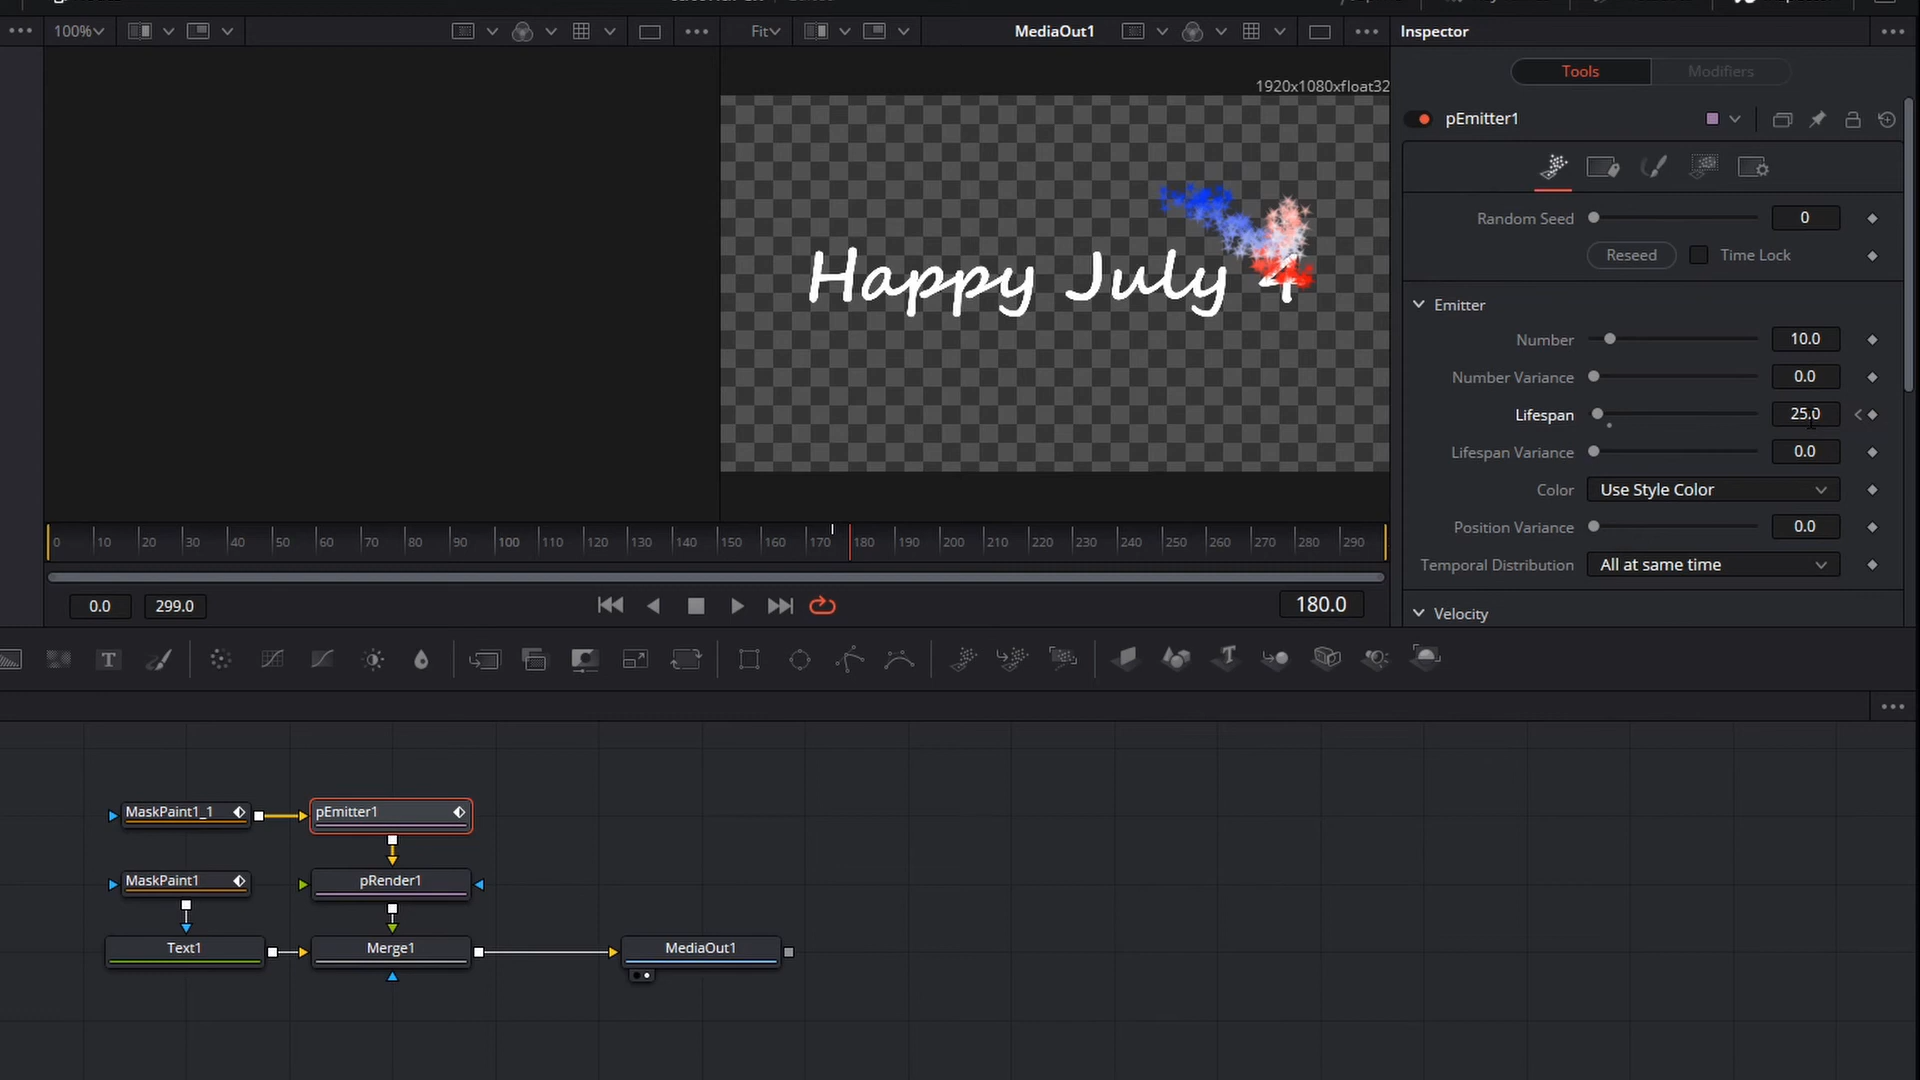 100%
Fit
MediaOut1
Inspector
Tools
Modifiers
1920x1080xfloat32
pEmitter1
Happy July 4
Random Seed
0
Reseed
Time Lock
Emitter
Number
10.0
Number Variance
0.0
Lifespan
25.0
Lifespan Variance
0.0
Color
Use Style Color
Position Variance
0.0
Temporal Distribution
All at same time
Velocity
0 10 20 30 40 50 60 70 80 90 100 110 120 130 140 150 160 170 180 190 200 210 220 230 240 250 260 270 280 290
0.0
299.0
180.0
T
MaskPaint1_1
pEmitter1
MaskPaint1
pRender1
Text1
Merge1
MediaOut1